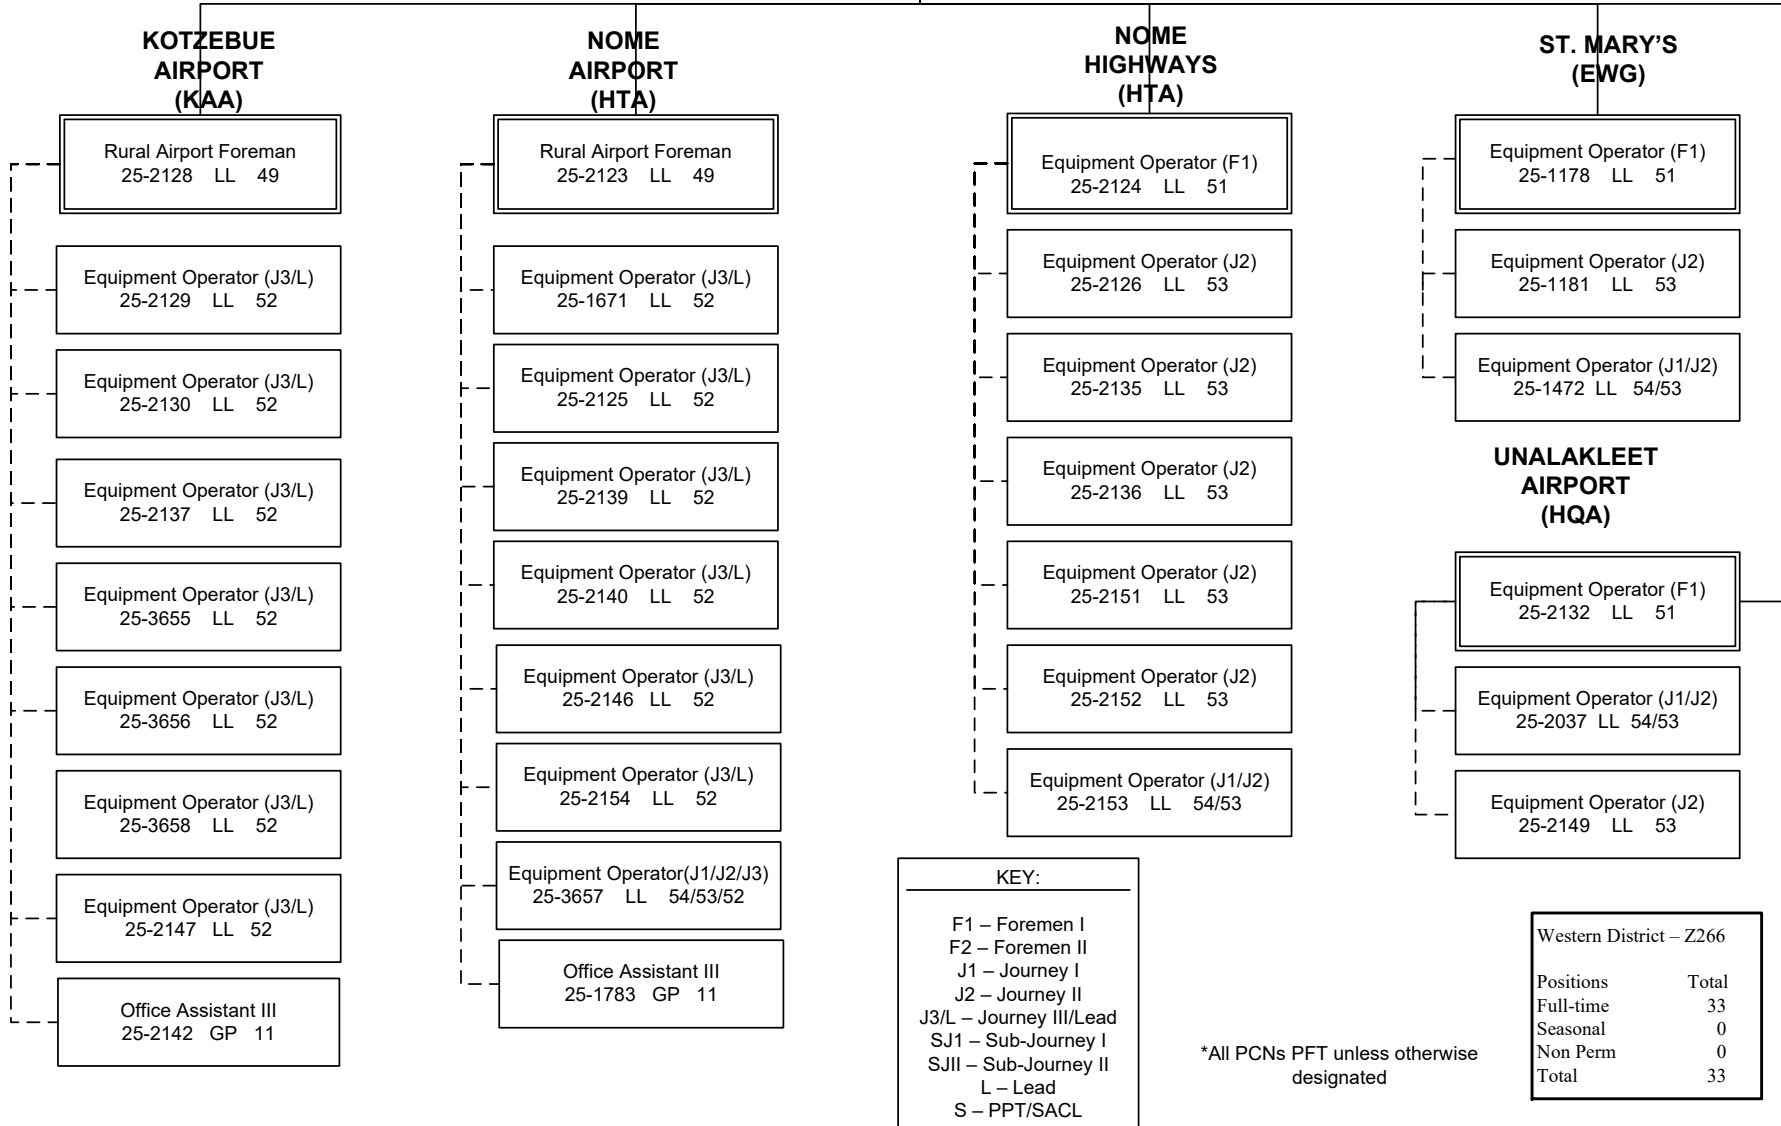 KOTZEBUE
AIRPORT
(KAA)
Rural Airport Foreman
25-2128 LL 49
Equipment Operator (J3/L)
25-2129 LL 52
Equipment Operator (J3/L)
25-2130 LL 52
Equipment Operator (J3/L)
25-2137 LL 52
Equipment Operator (J3/L)
25-3655 LL 52
Equipment Operator (J3/L)
25-3656 LL 52
Equipment Operator (J3/L)
25-3658 LL 52
Equipment Operator (J3/L)
25-2147 LL 52
Office Assistant III
25-2142 GP 11
NOME
AIRPORT
(HTA)
Rural Airport Foreman
25-2123 LL 49
Equipment Operator (J3/L)
25-1671 LL 52
Equipment Operator (J3/L)
25-2125 LL 52
Equipment Operator (J3/L)
25-2139 LL 52
Equipment Operator (J3/L)
25-2140 LL 52
Equipment Operator (J3/L)
25-2146 LL 52
Equipment Operator (J3/L)
25-2154 LL 52
Equipment Operator(J1/J2/J3)
25-3657 LL 54/53/52
Office Assistant III
25-1783 GP 11
NOME
HIGHWAYS
(HTA)
Equipment Operator (F1)
25-2124 LL 51
Equipment Operator (J2)
25-2126 LL 53
Equipment Operator (J2)
25-2135 LL 53
Equipment Operator (J2)
25-2136 LL 53
Equipment Operator (J2)
25-2151 LL 53
Equipment Operator (J2)
25-2152 LL 53
Equipment Operator (J1/J2)
25-2153 LL 54/53
ST. MARY'S
(EWG)
Equipment Operator (F1)
25-1178 LL 51
Equipment Operator (J2)
25-1181 LL 53
Equipment Operator (J1/J2)
25-1472 LL 54/53
UNALAKLEET
AIRPORT
(HQA)
Equipment Operator (F1)
25-2132 LL 51
Equipment Operator (J1/J2)
25-2037 LL 54/53
Equipment Operator (J2)
25-2149 LL 53
KEY:
F1 – Foremen I
F2 – Foremen II
J1 – Journey I
J2 – Journey II
J3/L – Journey III/Lead
SJ1 – Sub-Journey I
SJII – Sub-Journey II
L – Lead
S – PPT/SACL
*All PCNs PFT unless otherwise
designated
Western District – Z266
Positions Total
Full-time 33
Seasonal 0
Non Perm 0
Total 33